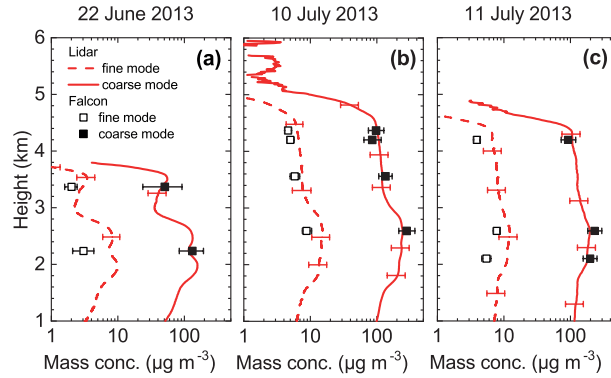 22 June 2013
10 July 2013
11 July 2013
(a)
(b)
(c)
Lidar
fine mode
coarse mode
Falcon
fine mode
coarse mode
Height (km)
6
5
4
3
2
1
1
10
100
1
10
100
1
10
100
Mass conc. (µg m⁻³)
Mass conc. (µg m⁻³)
Mass conc. (µg m⁻³)